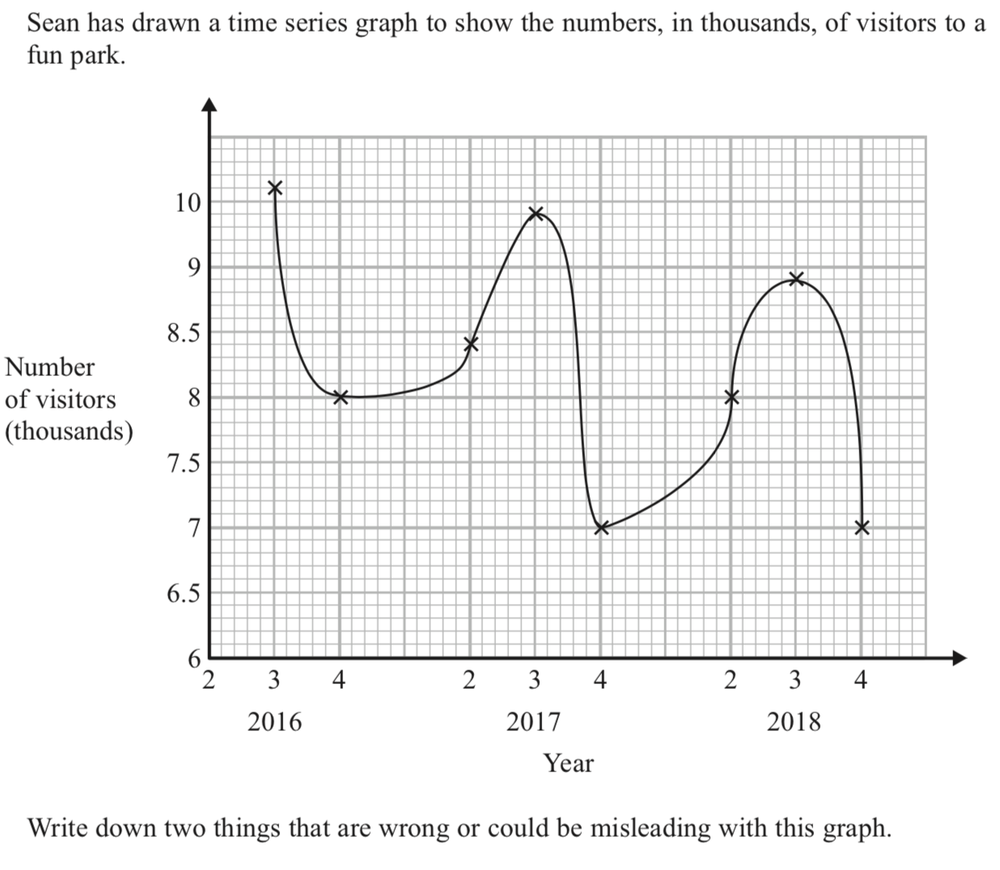 Sean has drawn a time series graph to show the numbers, in thousands, of visitors to a
fun park.
10
9
8.5
Number
of visitors
(thousands)
8
7.5
7
6.5
6
2 3 4 2 3 4 2 3 4
2016 2017 2018
Year
Write down two things that are wrong or could be misleading with this graph.